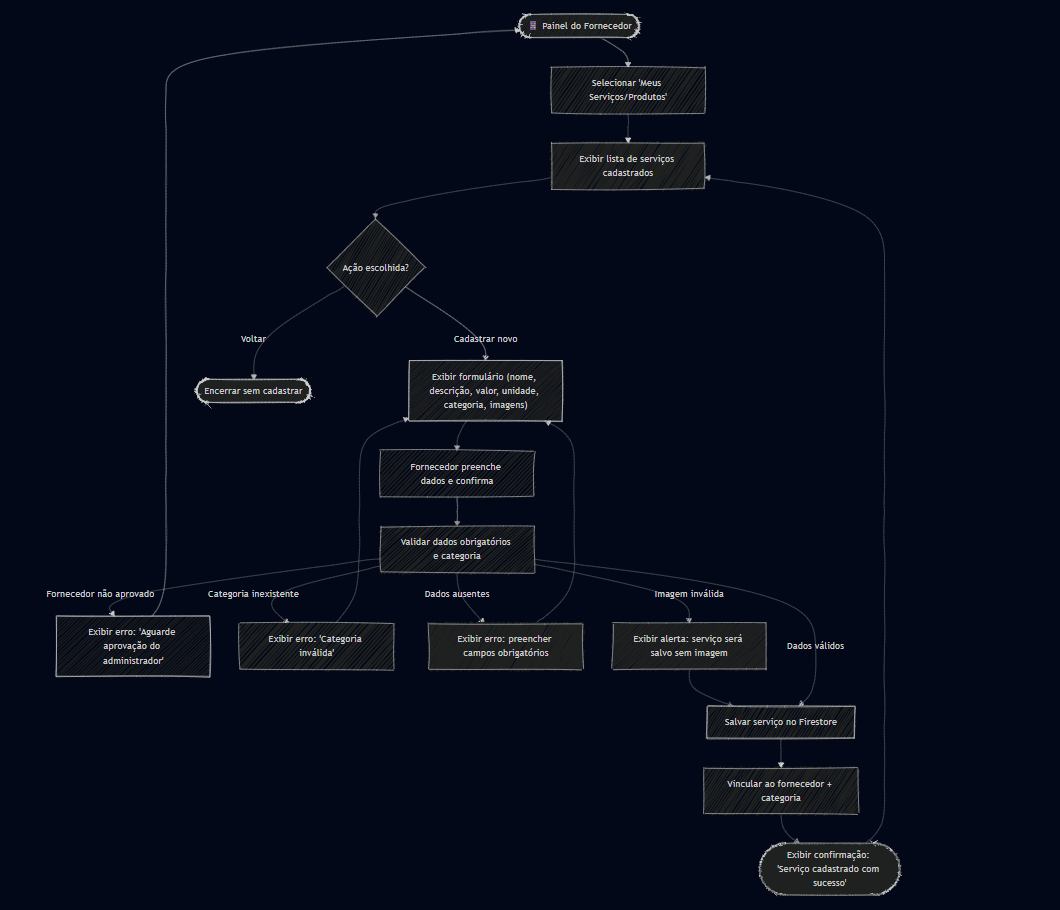 Painel do Fornecedor
Selecionar 'Meus
Serviços/Produtos'
Exibir lista de serviços
cadastrados
Ação escolhida?
Voltar
Cadastrar novo
Encerrar sem cadastrar
Exibir formulário (nome,
descrição, valor, unidade,
categoria, imagens)
Fornecedor preenche
dados e confirma
Validar dados obrigatórios
e categoria
Fornecedor não aprovado
Categoria inexistente
Dados ausentes
Imagem inválida
Dados válidos
Exibir erro: 'Aguarde
aprovação do
administrador'
Exibir erro: 'Categoria
inválida'
Exibir erro: preencher
campos obrigatórios
Exibir alerta: serviço será
salvo sem imagem
Salvar serviço no Firestore
Vincular ao fornecedor +
categoria
Exibir confirmação:
'Serviço cadastrado com
sucesso'